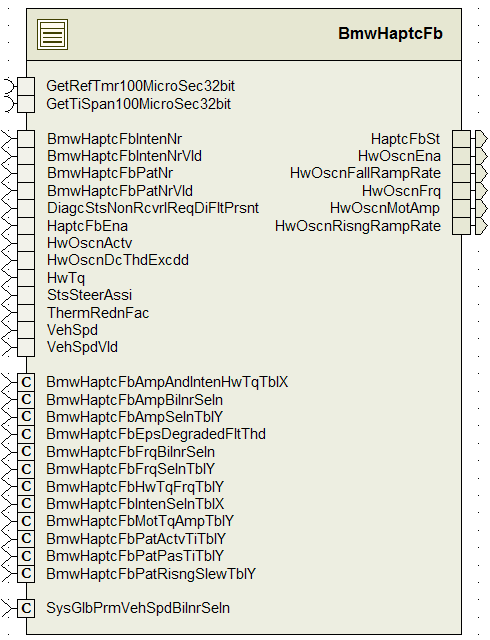 BmwHaptcFb
GetRefTmr100MicroSec32bit
GetTiSpan100MicroSec32bit
BmwHaptcFbIntenNr
BmwHaptcFbIntenNrVld
BmwHaptcFbPatNr
BmwHaptcFbPatNrVld
DiagcStsNonRcvrlReqDiFltPrsnt
HaptcFbEna
HwOscnActv
HwOscnDcThdExcdd
HwTq
StsSteerAssi
ThermRednFac
VehSpd
VehSpdVld
HaptcFbSt
HwOscnEna
HwOscnFallRampRate
HwOscnFrq
HwOscnMotAmp
HwOscnRisngRampRate
C BmwHaptcFbAmpAndIntenHwTqTblX
C BmwHaptcFbAmpBilnrSeln
C BmwHaptcFbAmpSelnTblY
C BmwHaptcFbEpsDegradedFltThd
C BmwHaptcFbFrqBilnrSeln
C BmwHaptcFbFrqSelnTblY
C BmwHaptcFbHwTqFrqTblY
C BmwHaptcFbIntenSelnTblX
C BmwHaptcFbMotTqAmpTblY
C BmwHaptcFbPatActvTiTblY
C BmwHaptcFbPatPasTiTblY
C BmwHaptcFbPatRisngSlewTblY
C SysGlbPrmVehSpdBilnrSeln